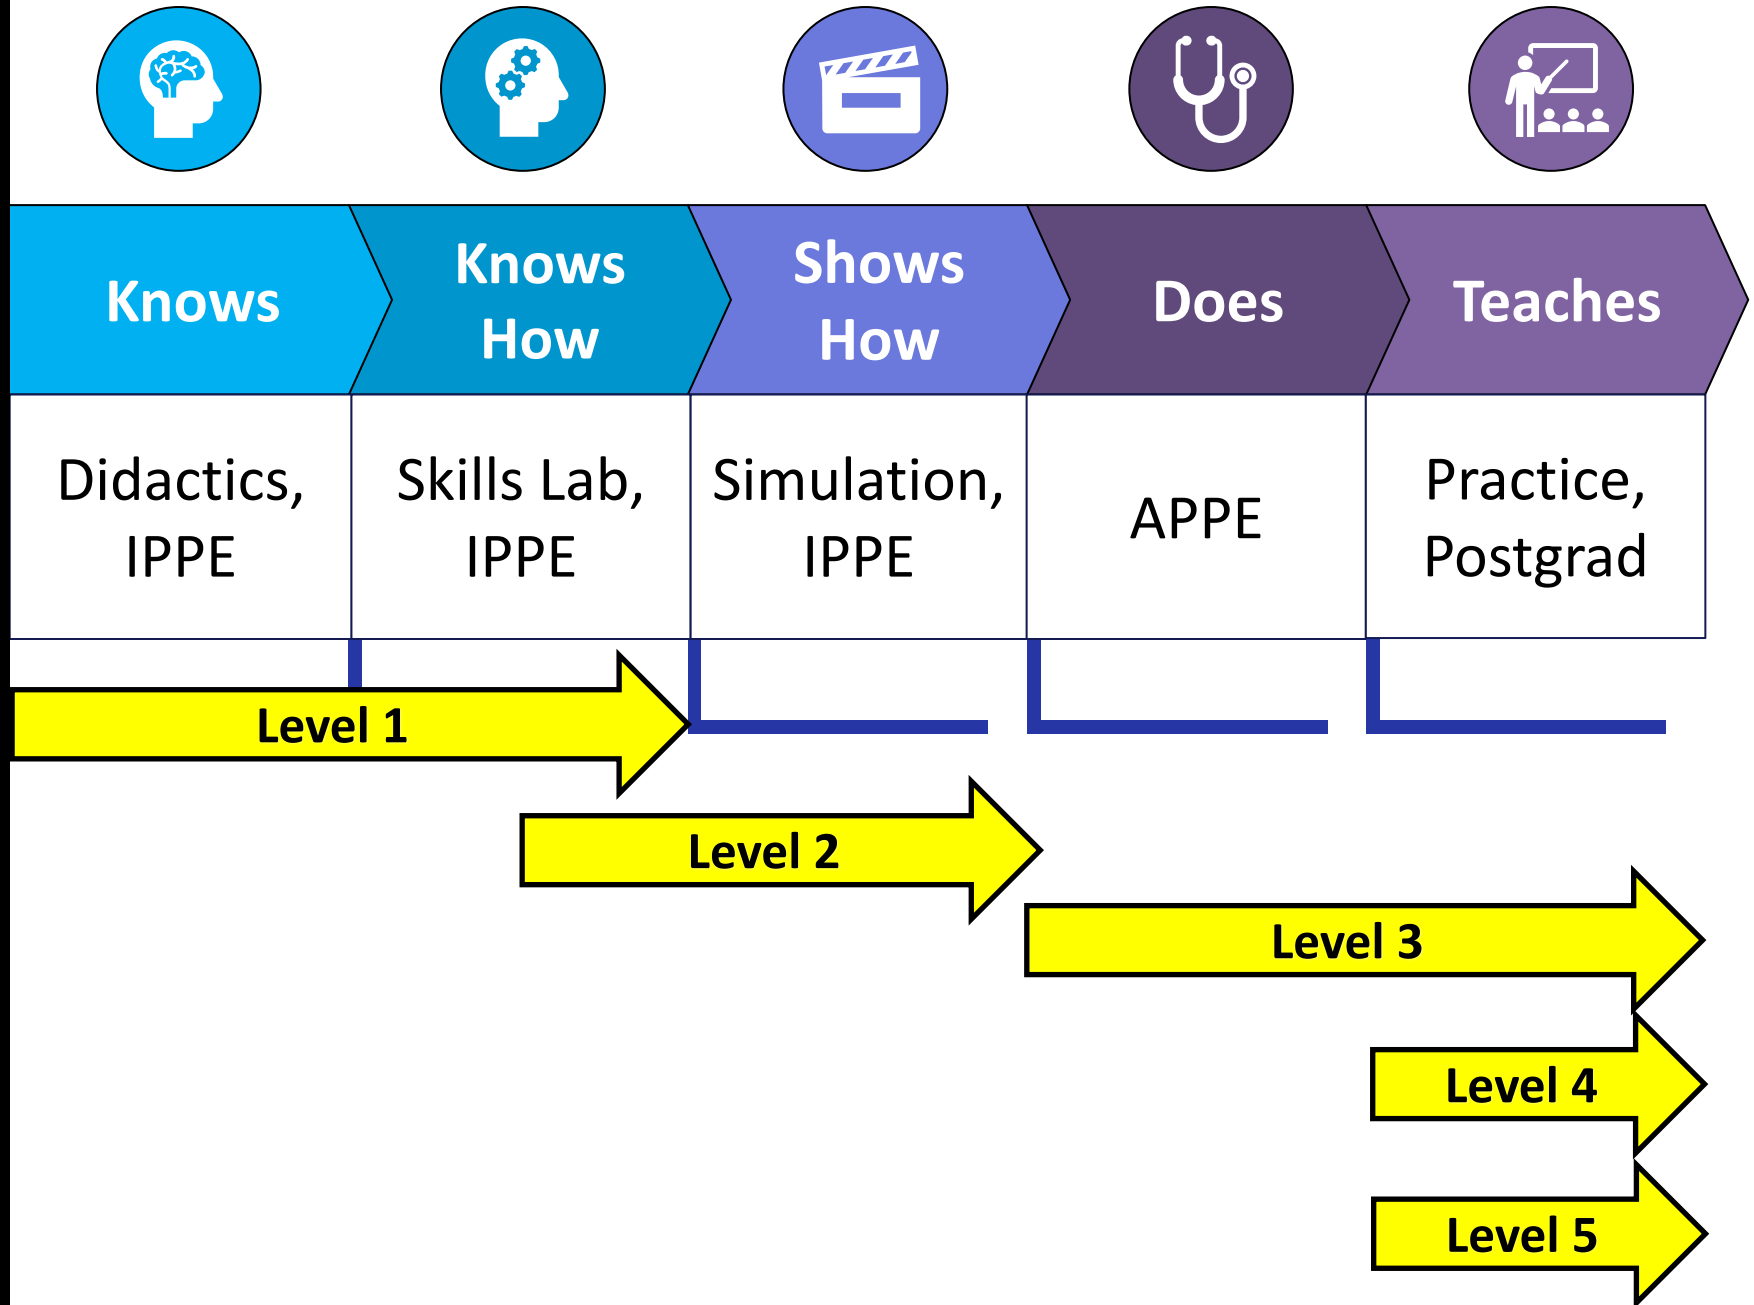 Knows
Knows
How
Shows
How
Does
Teaches
Didactics,
IPPE
Skills Lab,
IPPE
Simulation,
IPPE
APPE
Practice,
Postgrad
Level 1
Level 2
Level 3
Level 4
Level 5